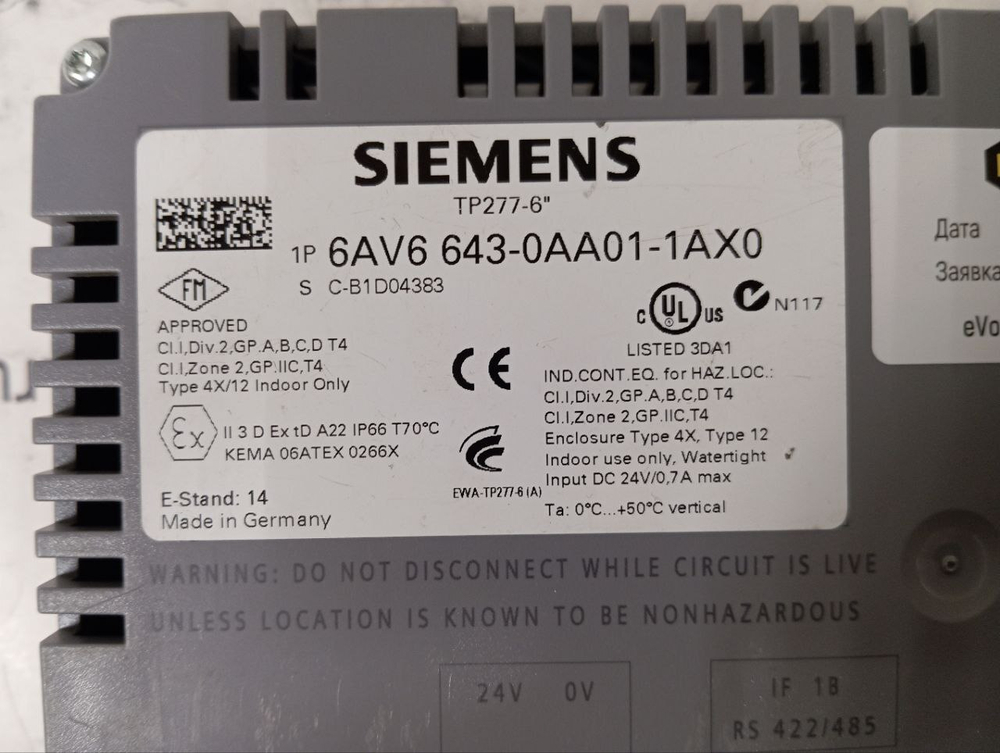 SIEMENS
TP277-6"
1P 6AV6 643-0AA01-1AX0
S C-B1D04383
FM
APPROVED
Cl.I,Div.2,GP.A,B,C,D T4
Cl.I,Zone 2,GP.IIC,T4
Type 4X/12 Indoor Only
Ex II 3 D Ex tD A22 IP66 T70°C
KEMA 06ATEX 0266X
E-Stand: 14
Made in Germany
CE
EWA-TP277-6 (A)
C UL US
N117
LISTED 3DA1
IND.CONT.EQ. for HAZ.LOC.:
Cl.I,Div.2,GP.A,B,C,D T4
Cl.I,Zone 2,GP.IIC,T4
Enclosure Type 4X, Type 12
Indoor use only, Watertight
Input DC 24V/0,7A max
Ta: 0°C...+50°C vertical
Дата
Заявка
eVo
WARNING: DO NOT DISCONNECT WHILE CIRCUIT IS LIVE
UNLESS LOCATION IS KNOWN TO BE NONHAZARDOUS
24V 0V
IF 1B
RS 422/485